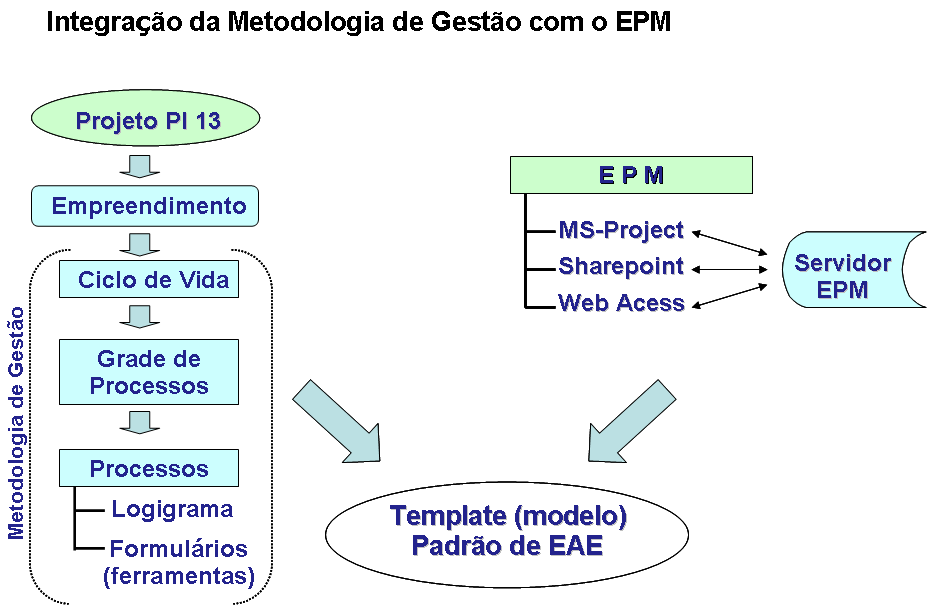 Integração da Metodologia de Gestão com o EPM
Projeto PI 13
Empreendimento
Ciclo de Vida
Grade de
Processos
Processos
Logigrama
Formulários
(ferramentas)
Metodologia de Gestão
E P M
MS-Project
Sharepoint
Web Acess
Servidor
EPM
Template (modelo)
Padrão de EAE